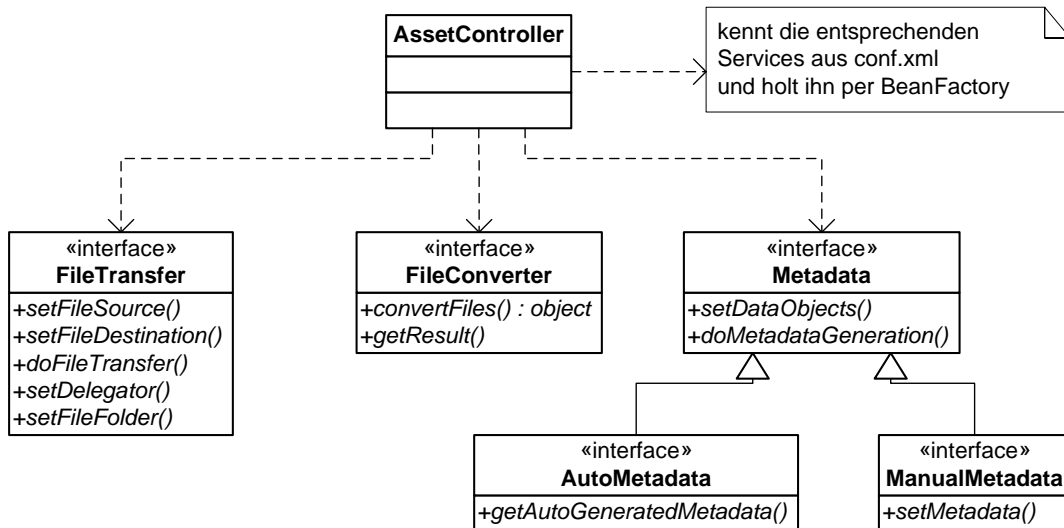 AssetController
kennt die entsprechenden
Services aus conf.xml
und holt ihn per BeanFactory
«interface»
FileTransfer
+setFileSource()
+setFileDestination()
+doFileTransfer()
+setDelegator()
+setFileFolder()
«interface»
FileConverter
+convertFiles() : object
+getResult()
«interface»
Metadata
+setDataObjects()
+doMetadataGeneration()
«interface»
AutoMetadata
+getAutoGeneratedMetadata()
«interface»
ManualMetadata
+setMetadata()